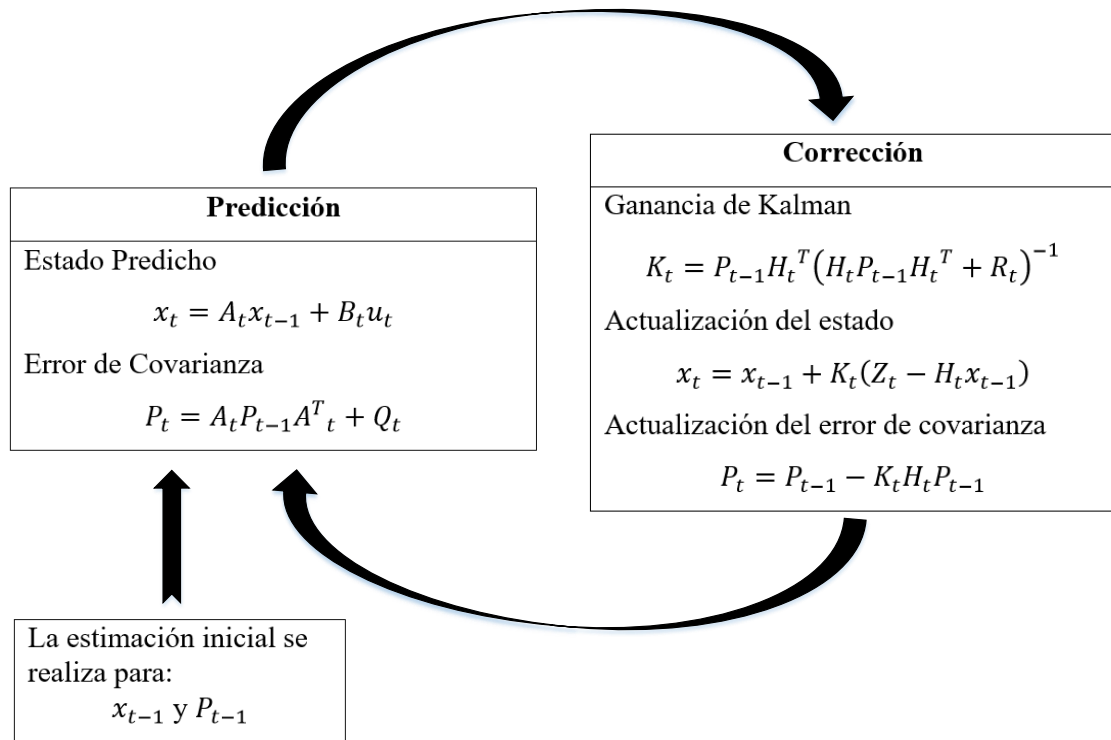 Predicción
Estado Predicho
$x_t = A_t x_{t-1} + B_t u_t$
Error de Covarianza
$P_t = A_t P_{t-1} {A^T}_t + Q_t$
Corrección
Ganancia de Kalman
$K_t = P_{t-1} {H_t}^T \left( H_t P_{t-1} {H_t}^T + R_t \right)^{-1}$
Actualización del estado
$x_t = x_{t-1} + K_t (Z_t - H_t x_{t-1})$
Actualización del error de covarianza
$P_t = P_{t-1} - K_t H_t P_{t-1}$
La estimación inicial se
realiza para:
$x_{t-1}$ y $P_{t-1}$